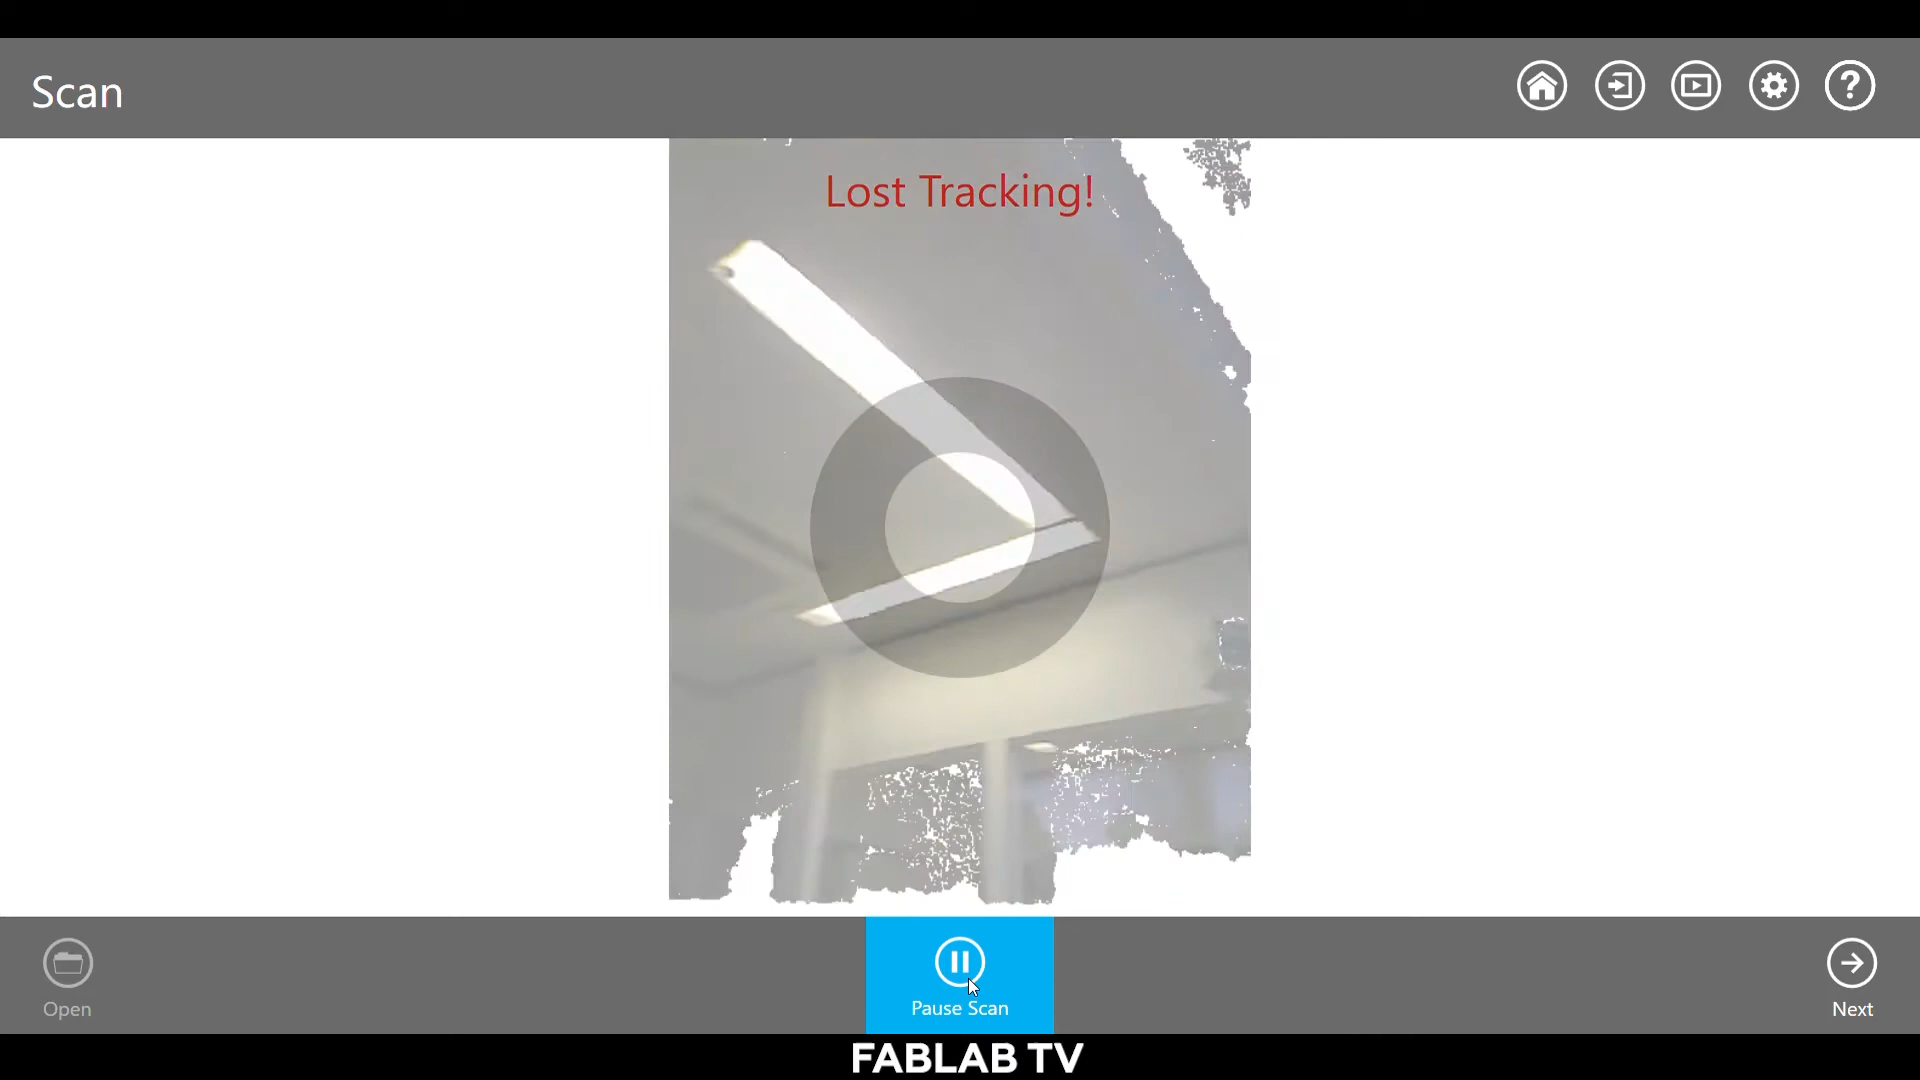 Scan
Lost Tracking!
Open
Pause Scan
Next
FABLAB TV